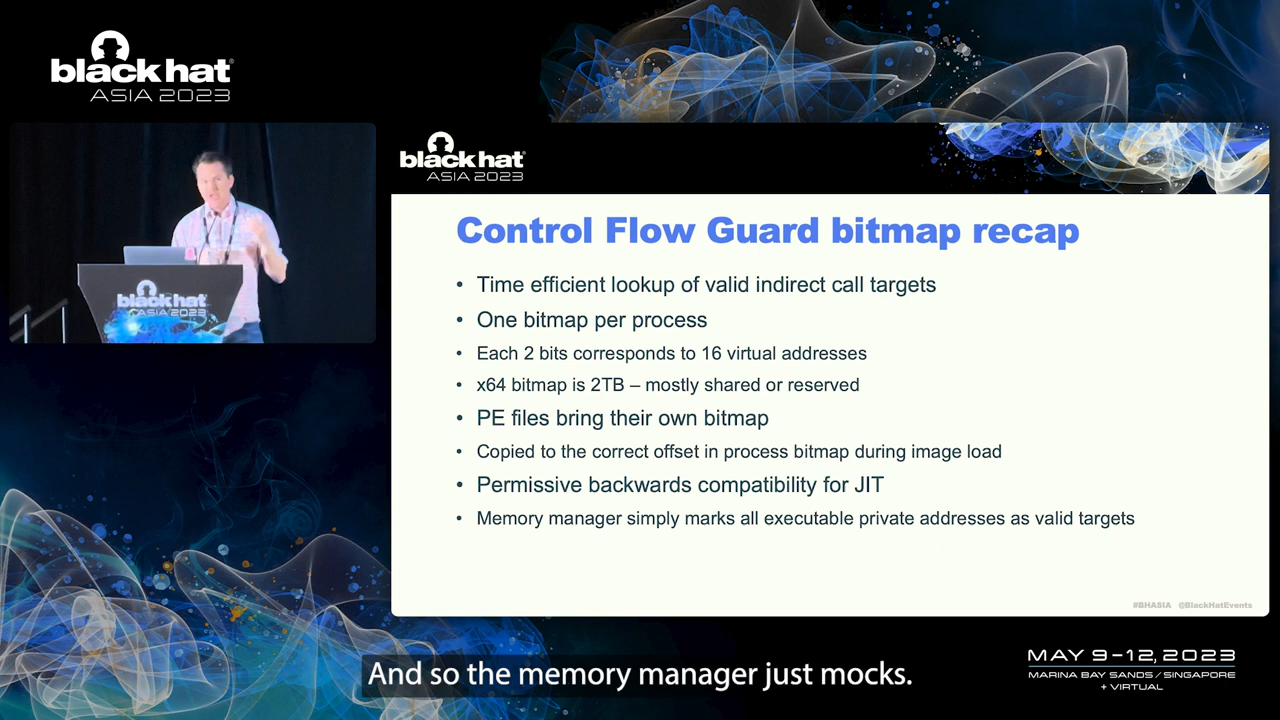 black hat
ASIA 2023
black hat
ASIA 2023
black hat
ASIA 2023
Control Flow Guard bitmap recap
• Time efficient lookup of valid indirect call targets
• One bitmap per process
• Each 2 bits corresponds to 16 virtual addresses
• x64 bitmap is 2TB – mostly shared or reserved
• PE files bring their own bitmap
• Copied to the correct offset in process bitmap during image load
• Permissive backwards compatibility for JIT
• Memory manager simply marks all executable private addresses as valid targets
#BHASIA @BlackHatEvents
And so the memory manager just mocks.
MAY 9-12, 2023
MARINA BAY SANDS / SINGAPORE
+ VIRTUAL